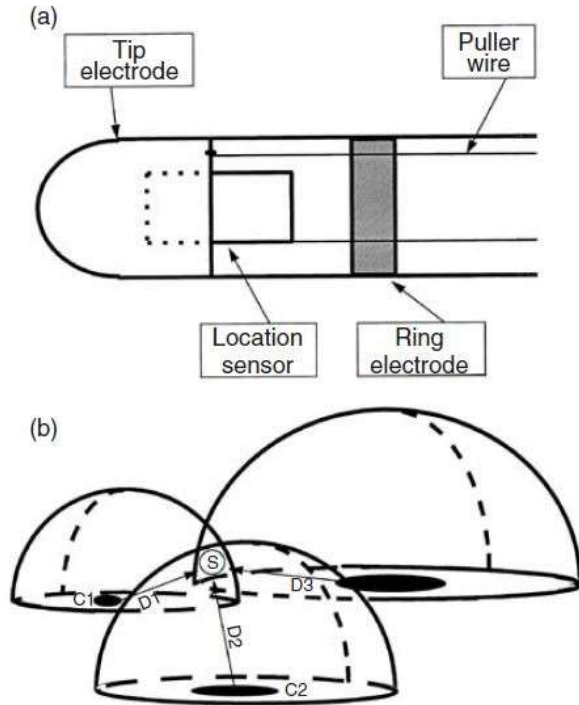 (a)
Tip
electrode
Puller
wire
Location
sensor
Ring
electrode
(b)
S
C1
D1
D3
D2
C2